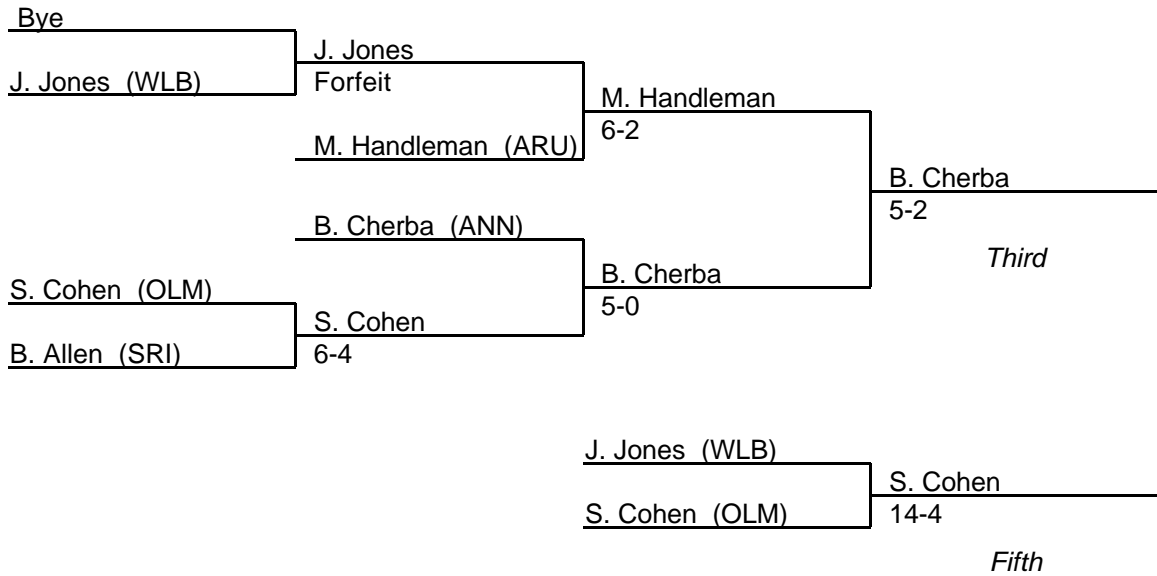 Bye
J. Jones
J. Jones (WLB)
Forfeit
M. Handleman
6-2
M. Handleman (ARU)
B. Cherba
5-2
B. Cherba (ANN)
Third
B. Cherba
S. Cohen (OLM)
5-0
S. Cohen
B. Allen (SRI)
6-4
J. Jones (WLB)
S. Cohen
S. Cohen (OLM)
14-4
Fifth